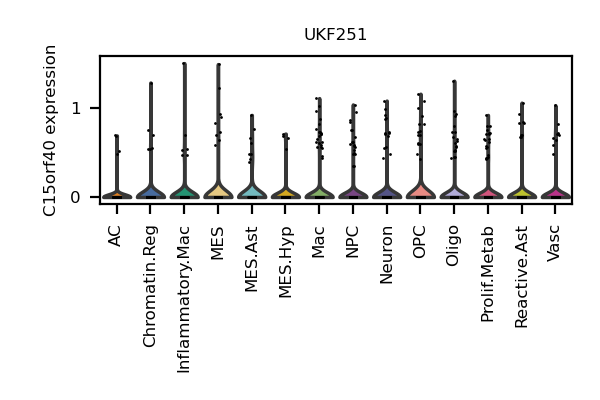 UKF251
C15orf40 expression
1
0
AC
Chromatin.Reg
Inflammatory.Mac
MES
MES.Ast
MES.Hyp
Mac
NPC
Neuron
OPC
Oligo
Prolif.Metab
Reactive.Ast
Vasc